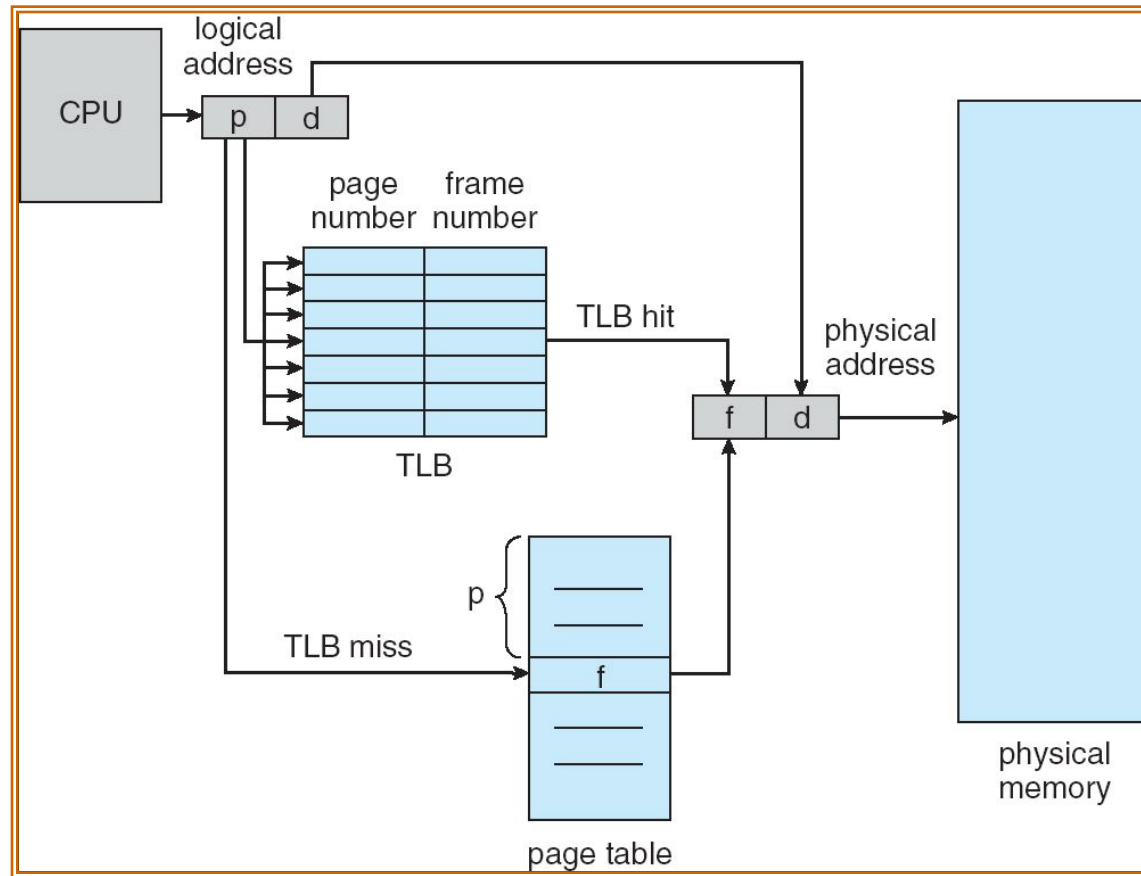 logical
address
CPU
p
d
page
number
frame
number
TLB hit
physical
address
f
d
TLB
p
TLB miss
f
physical
memory
page table